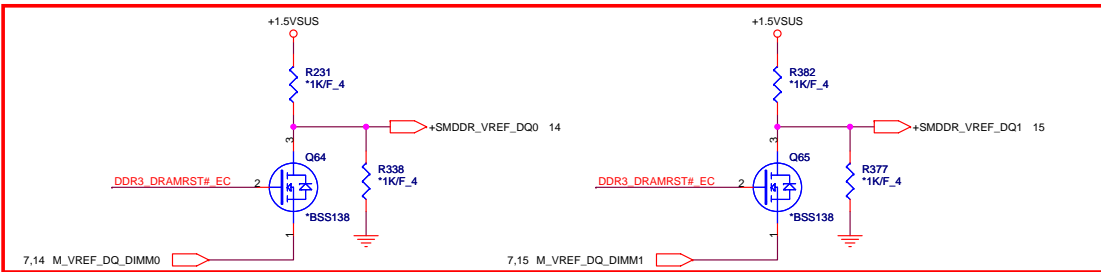 +1.5VSUS
R231
*1K/F_4
+SMDDR_VREF_DQ0 14
3
Q64
R338
*1K/F_4
DDR3_DRAMRST#_EC
2
*BSS138
1
7,14 M_VREF_DQ_DIMM0
+1.5VSUS
R382
*1K/F_4
+SMDDR_VREF_DQ1 15
3
Q65
R377
*1K/F_4
DDR3_DRAMRST#_EC
2
*BSS138
1
7,15 M_VREF_DQ_DIMM1